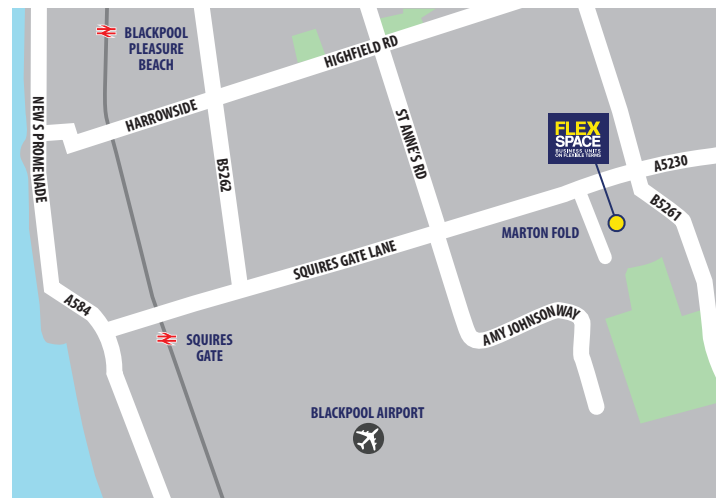 BLACKPOOL
PLEASURE
BEACH
HIGHFIELD RD
HARROWSIDE
NEW S PROMENADE
B5262
ST ANNE'S RD
FLEX
SPACE
BUSINESS UNITS
ON FLEXIBLE TERMS
A5230
B5261
MARTON FOLD
SQUIRES GATE LANE
A584
SQUIRES
GATE
AMY JOHNSON WAY
BLACKPOOL AIRPORT